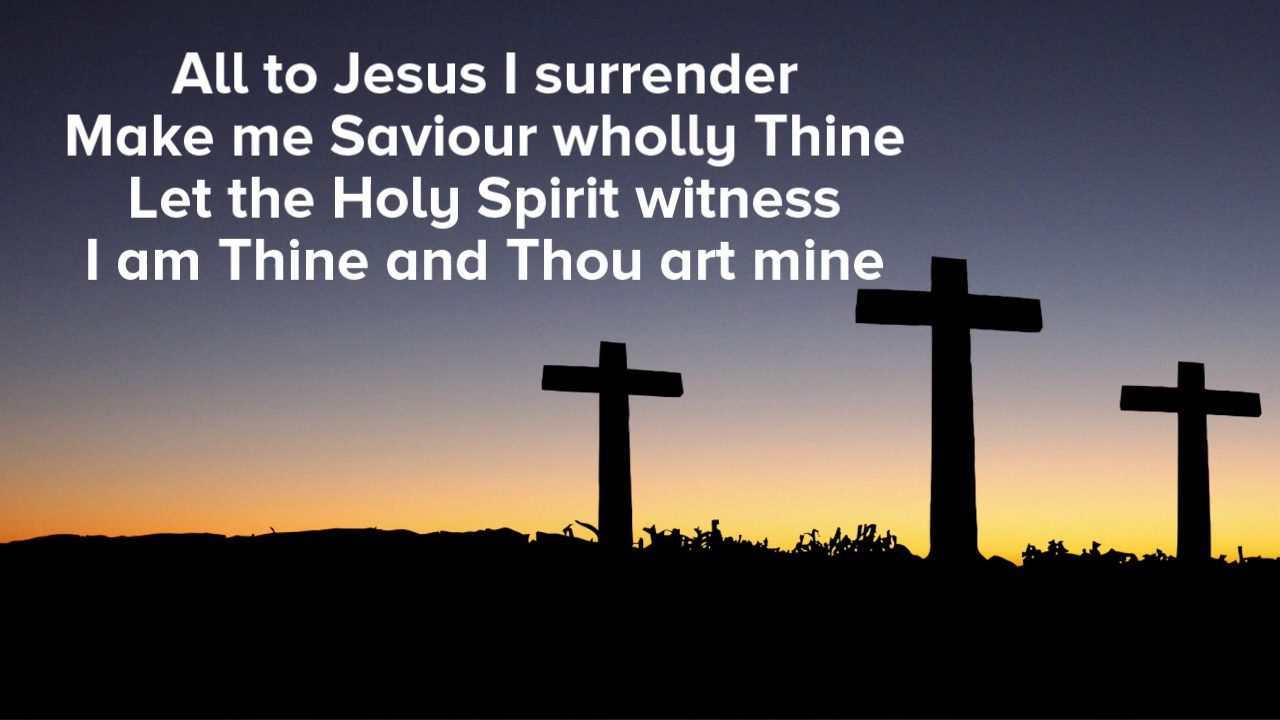 All to Jesus I surrender
Make me Saviour wholly Thine
Let the Holy Spirit witness
I am Thine and Thou art mine